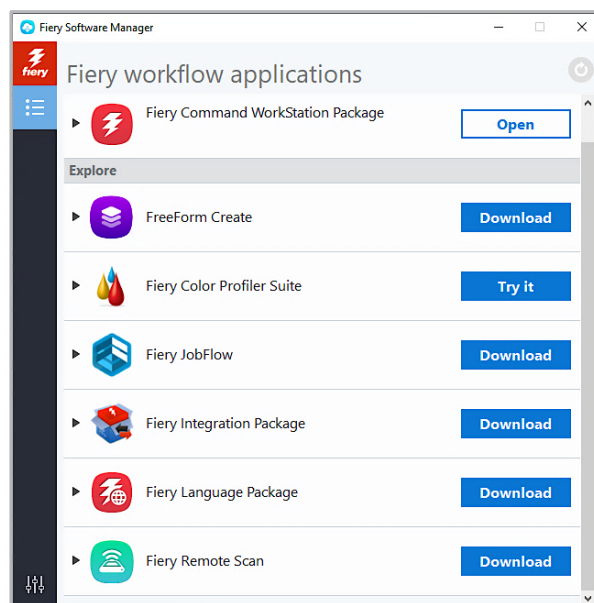 Fiery Software Manager
fiery
Fiery workflow applications
Fiery Command WorkStation Package
Open
Explore
FreeForm Create
Download
Fiery Color Profiler Suite
Try it
Fiery JobFlow
Download
Fiery Integration Package
Download
Fiery Language Package
Download
Fiery Remote Scan
Download